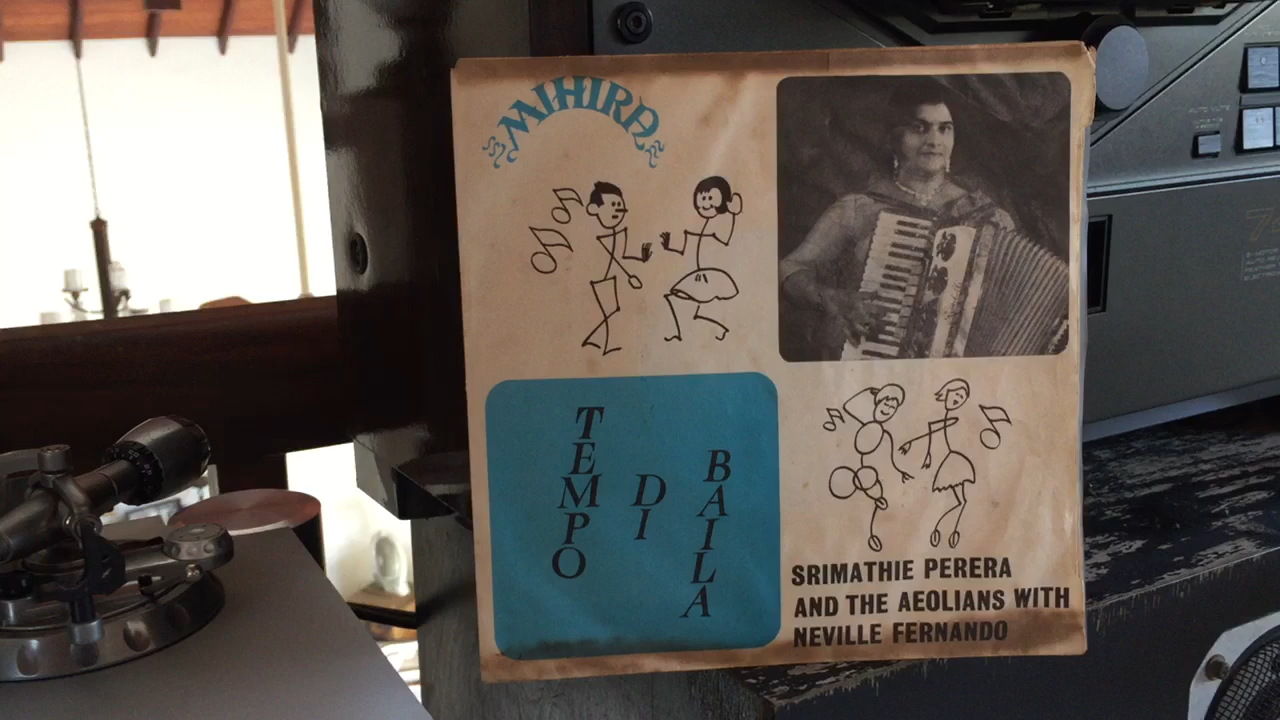 MIHIRA
TEMPO
DI
BAILA
SRIMATHIE PERERA
AND THE AEOLIANS WITH
NEVILLE FERNANDO